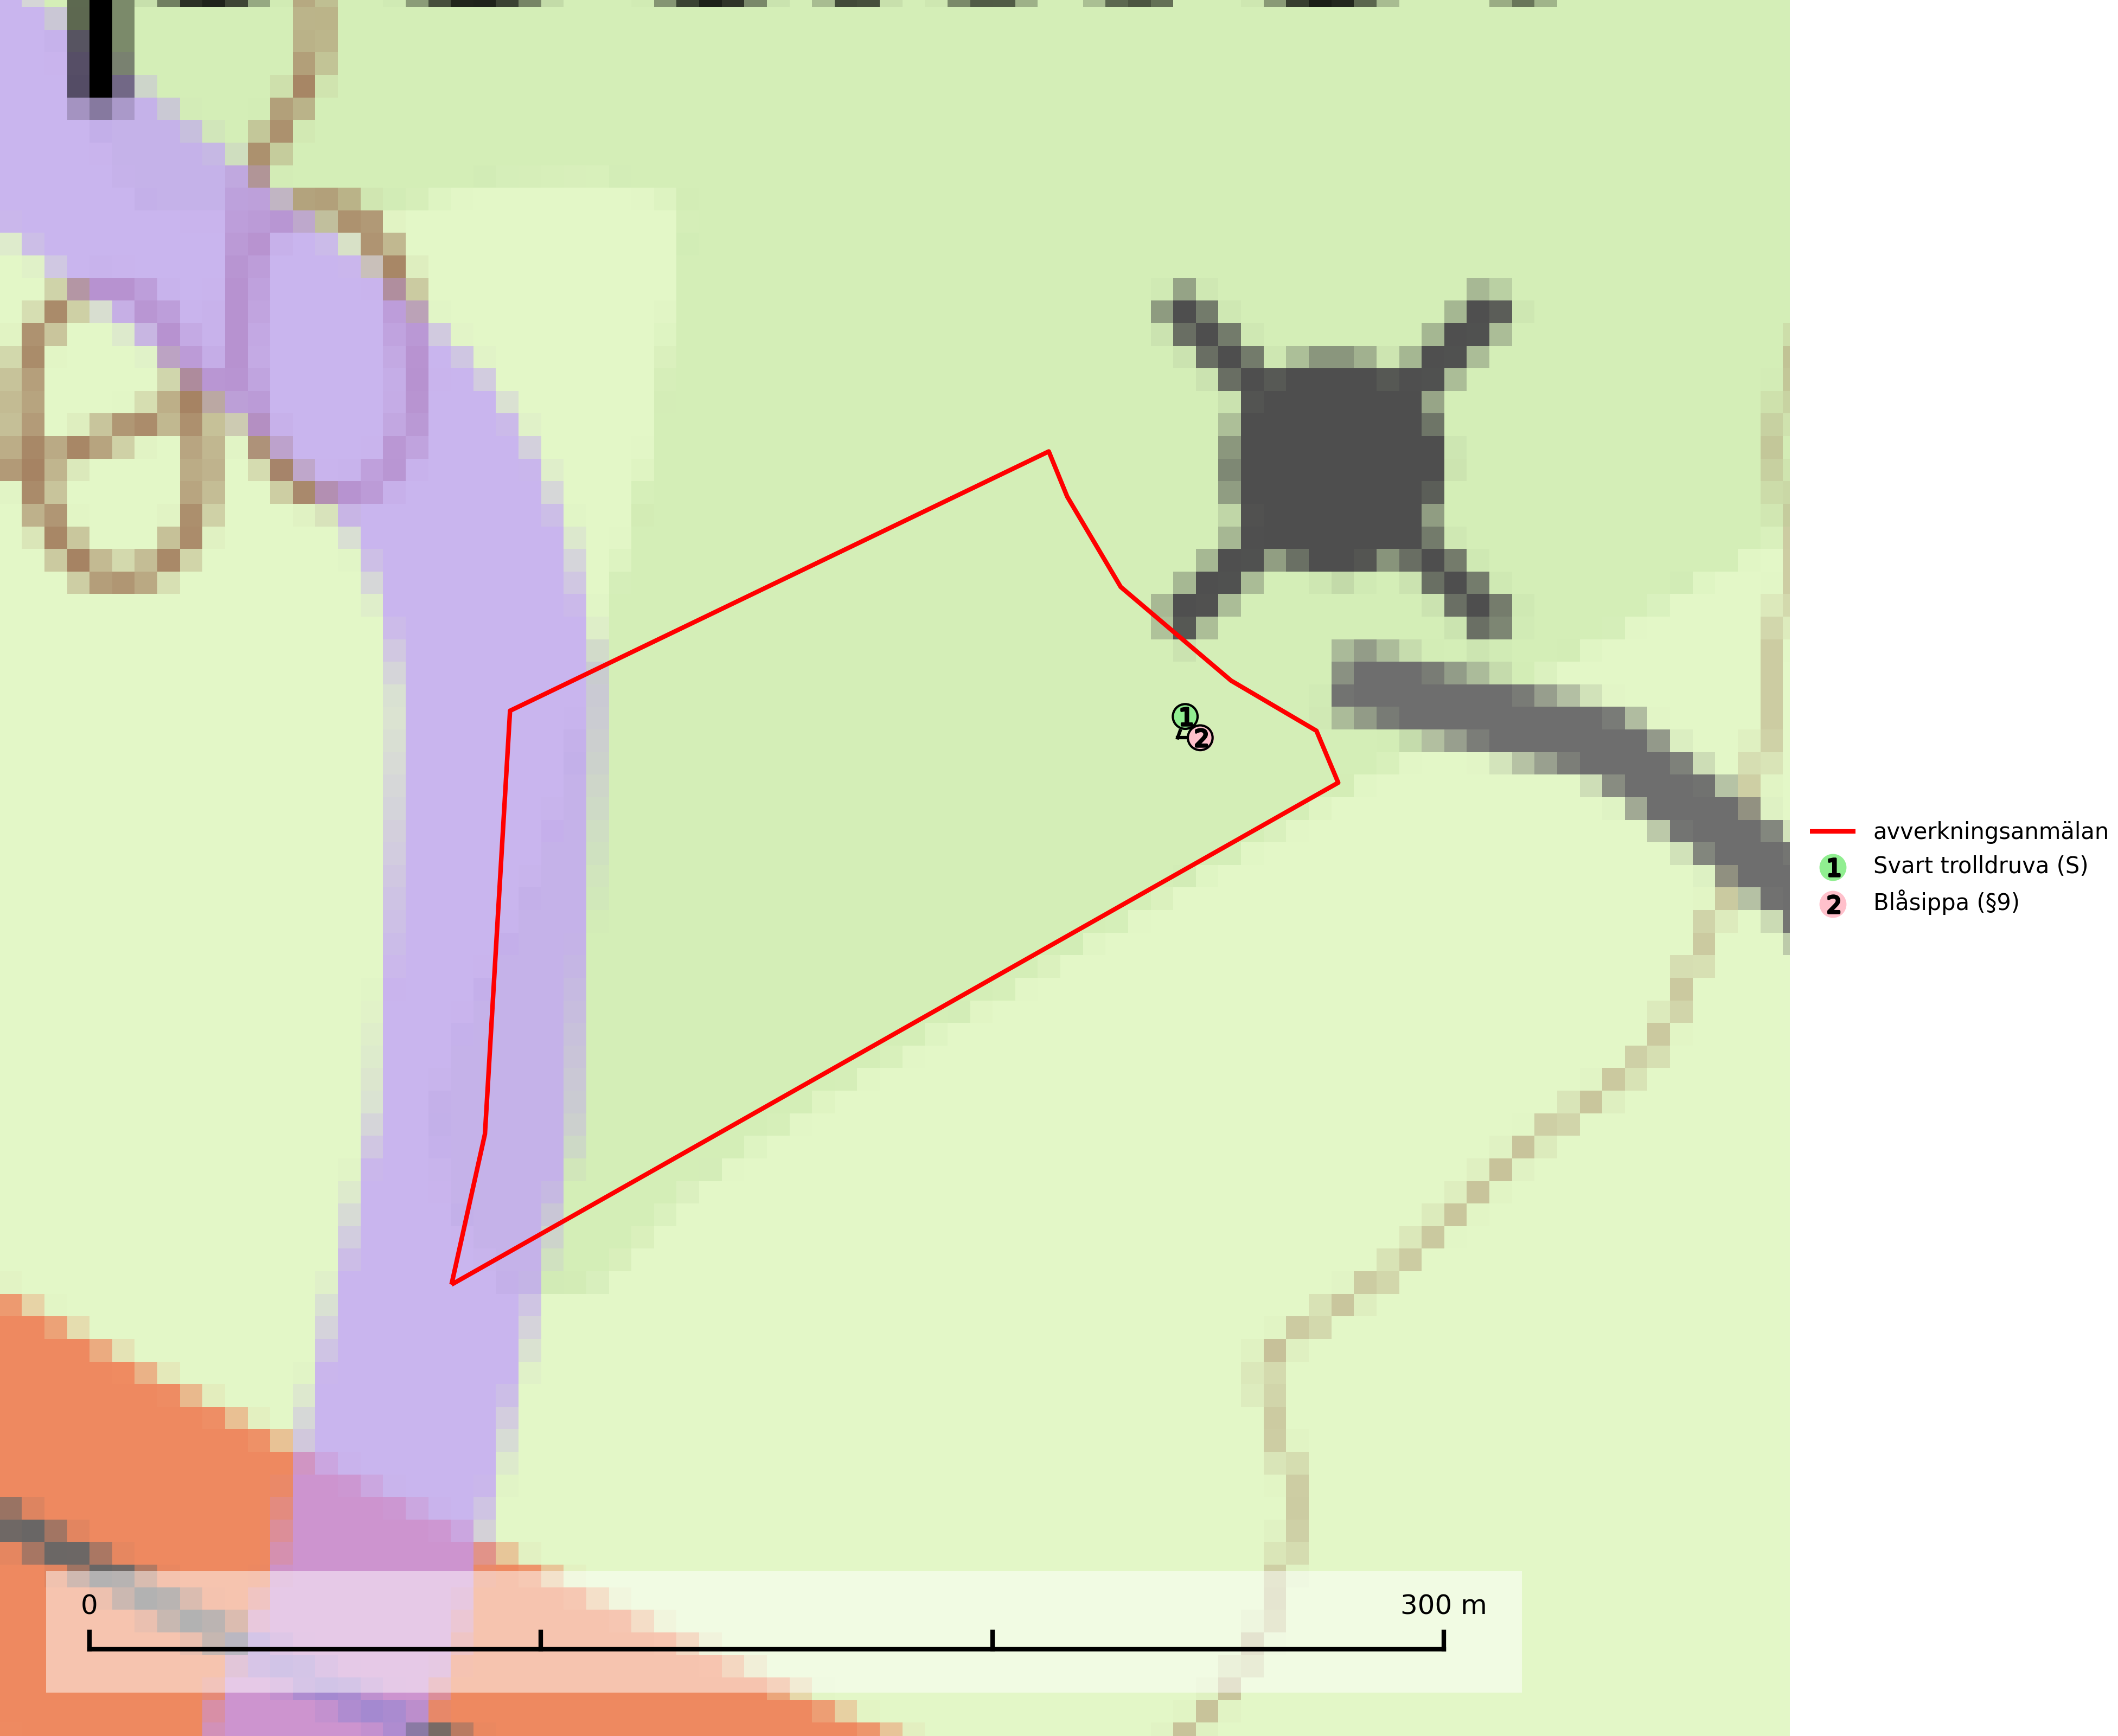 1
2
avverkningsanmälan
1 Svart trolldruva (S)
2 Blåsippa (§9)
0 300 m